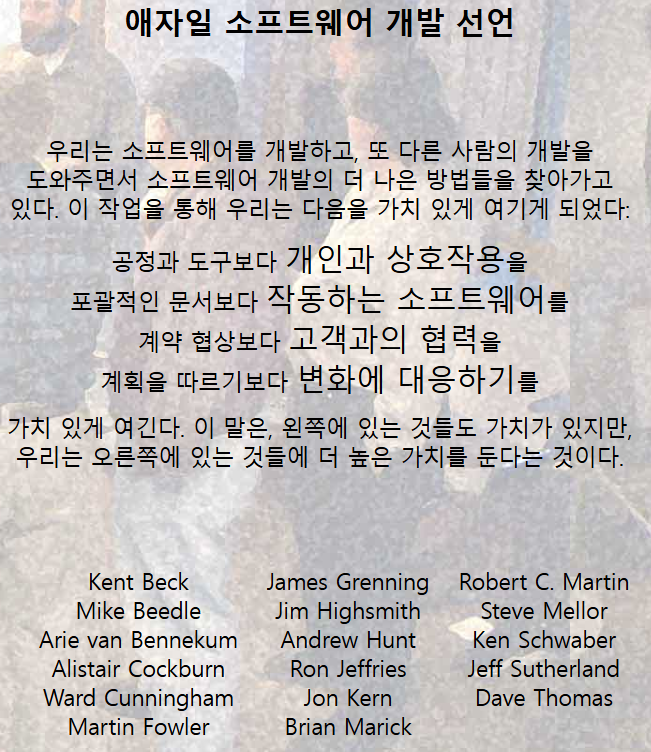 애자일 소프트웨어 개발 선언
우리는 소프트웨어를 개발하고, 또 다른 사람의 개발을
도와주면서 소프트웨어 개발의 더 나은 방법들을 찾아가고
있다. 이 작업을 통해 우리는 다음을 가치 있게 여기게 되었다:
공정과 도구보다 개인과 상호작용을
포괄적인 문서보다 작동하는 소프트웨어를
계약 협상보다 고객과의 협력을
계획을 따르기보다 변화에 대응하기를
가치 있게 여긴다. 이 말은, 왼쪽에 있는 것들도 가치가 있지만,
우리는 오른쪽에 있는 것들에 더 높은 가치를 둔다는 것이다.
Kent Beck
Mike Beedle
Arie van Bennekum
Alistair Cockburn
Ward Cunningham
Martin Fowler
James Grenning
Jim Highsmith
Andrew Hunt
Ron Jeffries
Jon Kern
Brian Marick
Robert C. Martin
Steve Mellor
Ken Schwaber
Jeff Sutherland
Dave Thomas